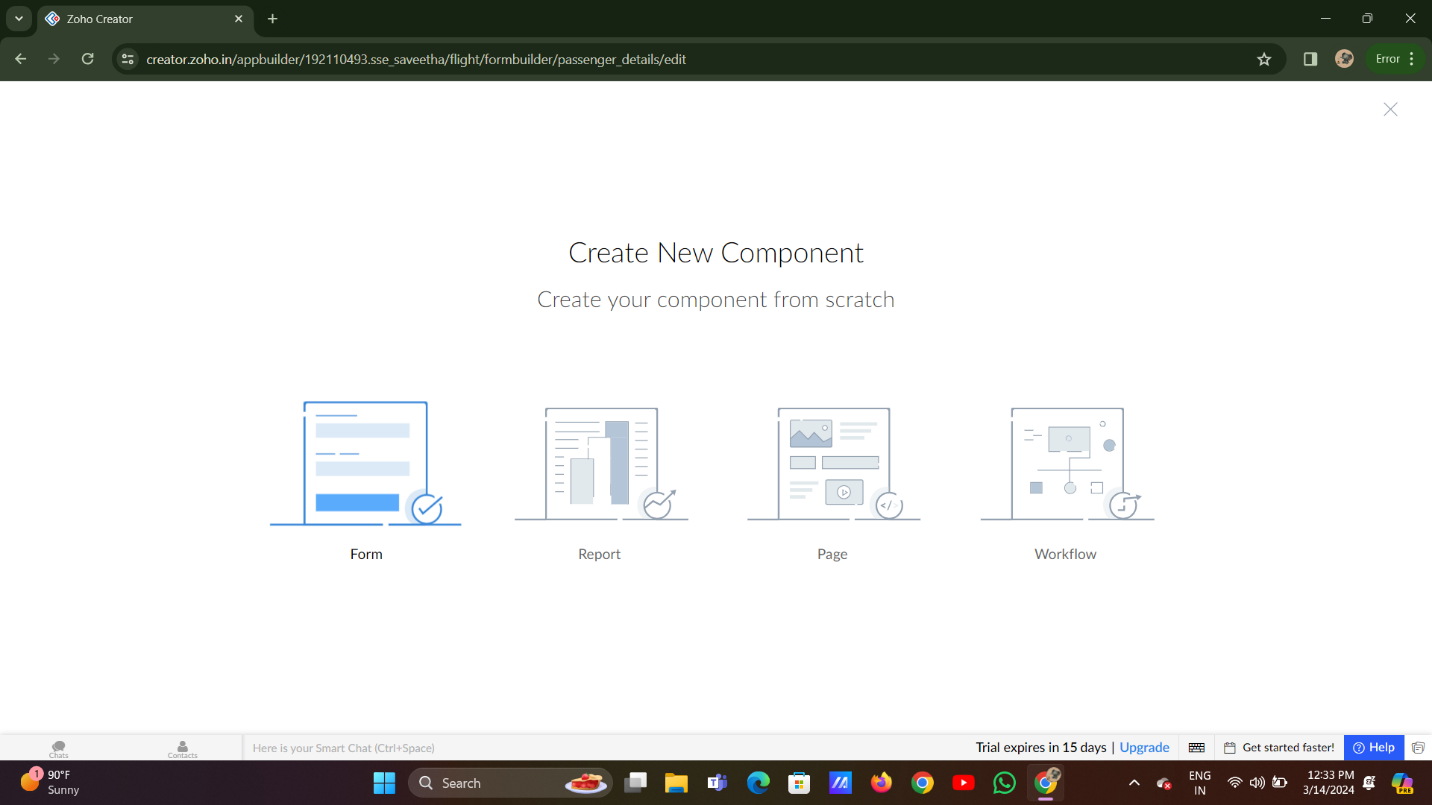 Zoho Creator
creator.zoho.in/appbuilder/192110493.sse_saveetha/flight/formbuilder/passenger_details/edit
Error
Create New Component
Create your component from scratch
Form
Report
Page
</>
Workflow
Chats
Contacts
Here is your Smart Chat (Ctrl+Space)
Trial expires in 15 days | Upgrade
Get started faster!
Help
1
90°F
Sunny
Search
ENG
IN
12:33 PM
3/14/2024
PRE